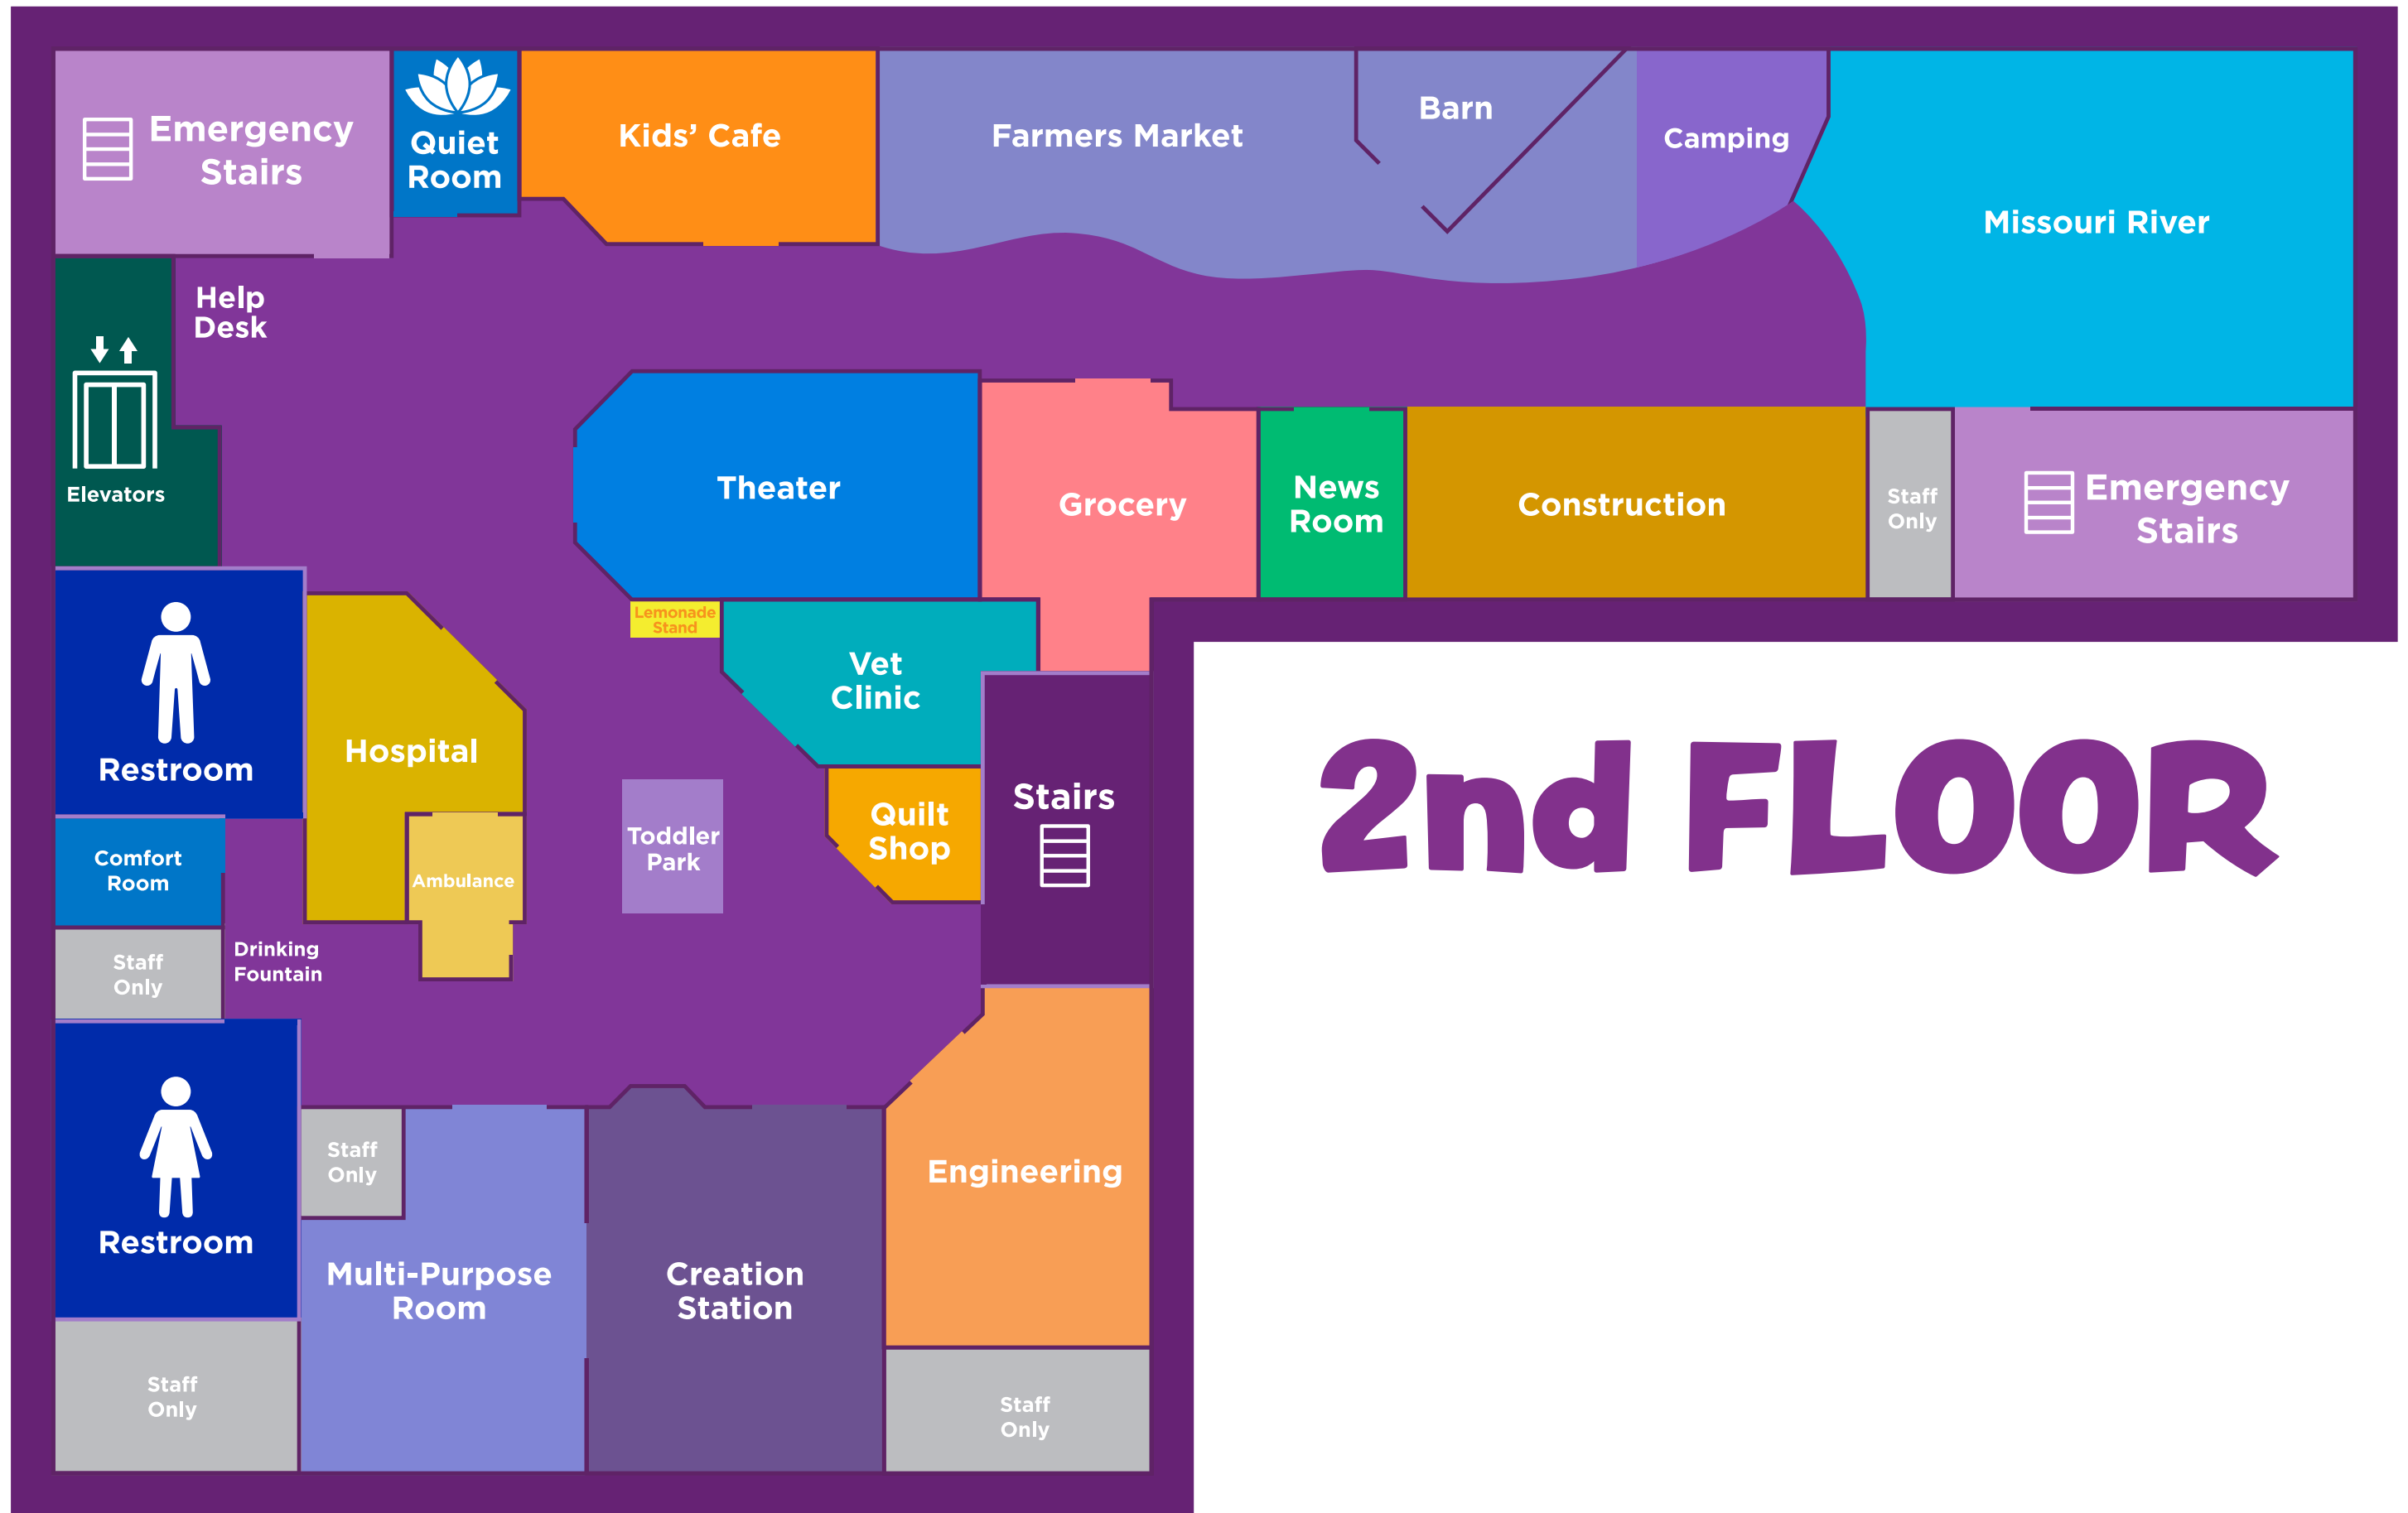 Emergency
Stairs
Quiet
Room
Kids’ Cafe
Farmers Market
Barn
Camping
Missouri River
Help
Desk
Elevators
Theater
Grocery
News
Room
Construction
Staff
Only
Emergency
Stairs
Lemonade
Stand
Restroom
Hospital
Vet
Clinic
Stairs
2nd FLOOR
Toddler
Park
Quilt
Shop
Comfort
Room
Ambulance
Staff
Only
Drinking
Fountain
Staff
Only
Engineering
Restroom
Multi-Purpose
Room
Creation
Station
Staff
Only
Staff
Only